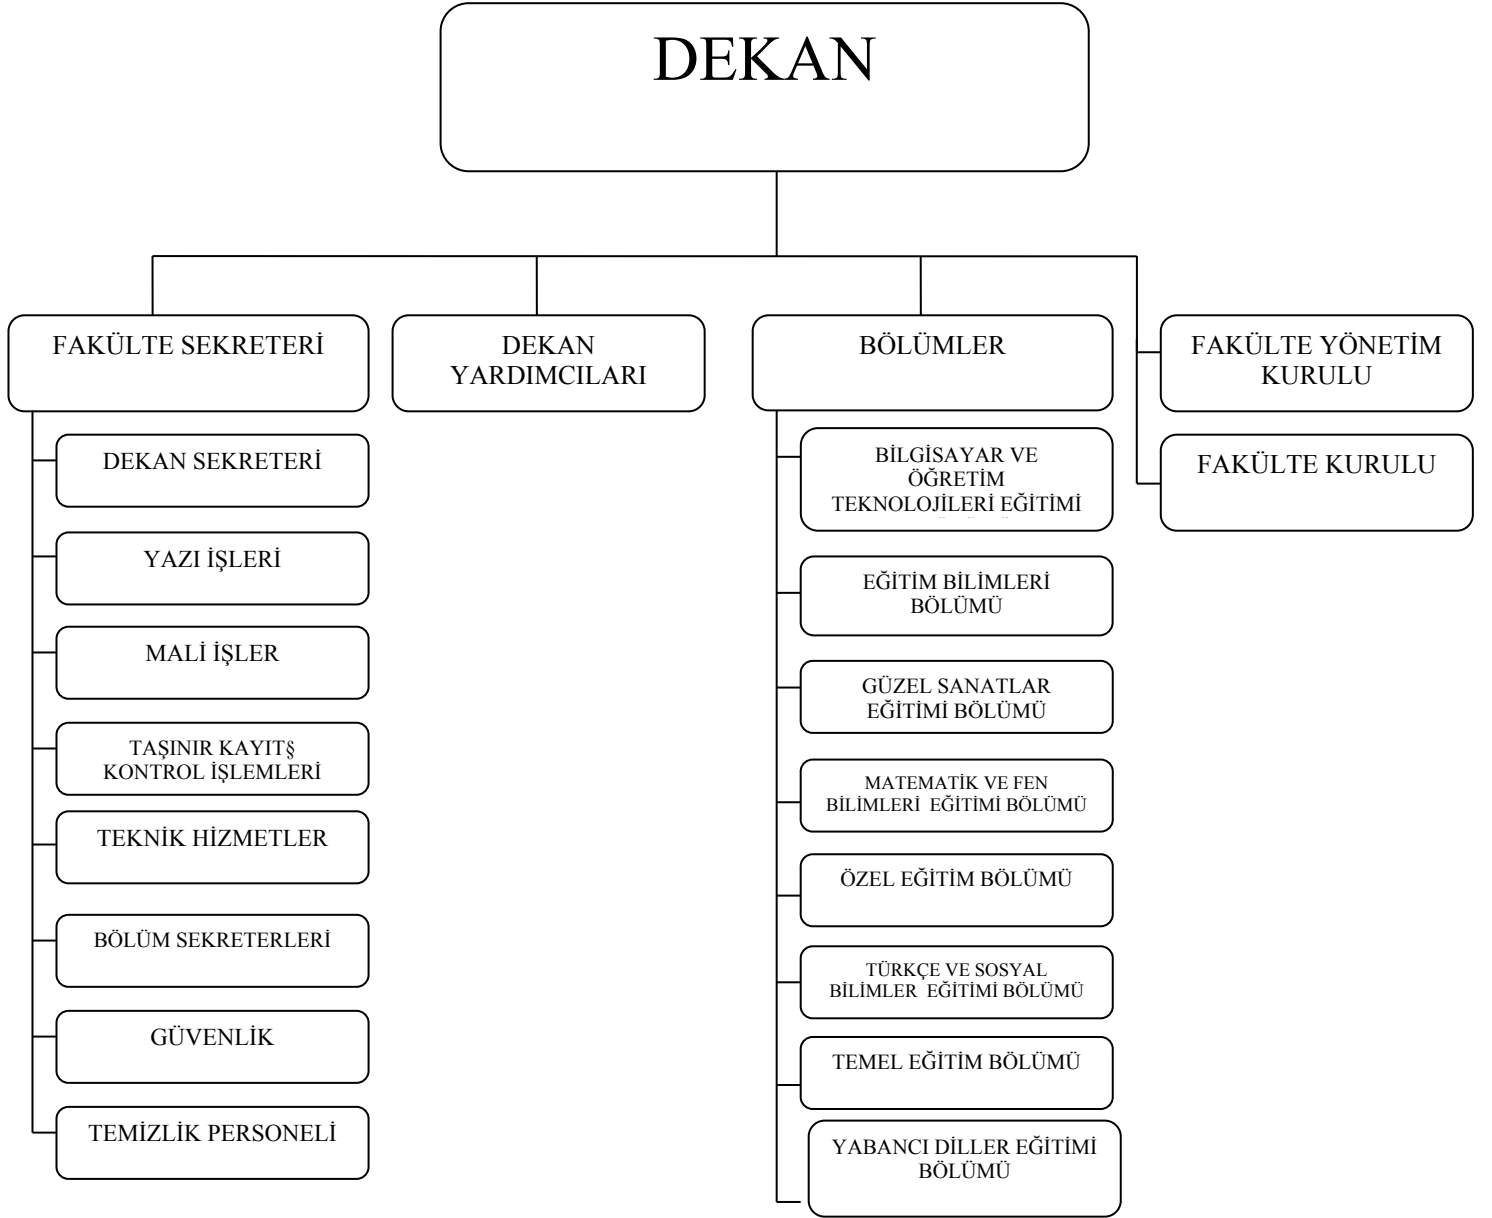 DEKAN
FAKÜLTE SEKRETERİ
DEKAN SEKRETERİ
YAZI İŞLERİ
MALİ İŞLER
TAŞINIR KAYIT§
KONTROL İŞLEMLERİ
TEKNİK HİZMETLER
BÖLÜM SEKRETERLERİ
GÜVENLİK
TEMİZLİK PERSONELİ
DEKAN
YARDIMCILARI
BÖLÜMLER
BİLGİSAYAR VE
ÖĞRETİM
TEKNOLOJİLERİ EĞİTİMİ
EĞİTİM BİLİMLERİ
BÖLÜMÜ
GÜZEL SANATLAR
EĞİTİMİ BÖLÜMÜ
MATEMATİK VE FEN
BİLİMLERİ EĞİTİMİ BÖLÜMÜ
ÖZEL EĞİTİM BÖLÜMÜ
TÜRKÇE VE SOSYAL
BİLİMLER EĞİTİMİ BÖLÜMÜ
TEMEL EĞİTİM BÖLÜMÜ
YABANCI DİLLER EĞİTİMİ
BÖLÜMÜ
FAKÜLTE YÖNETİM
KURULU
FAKÜLTE KURULU